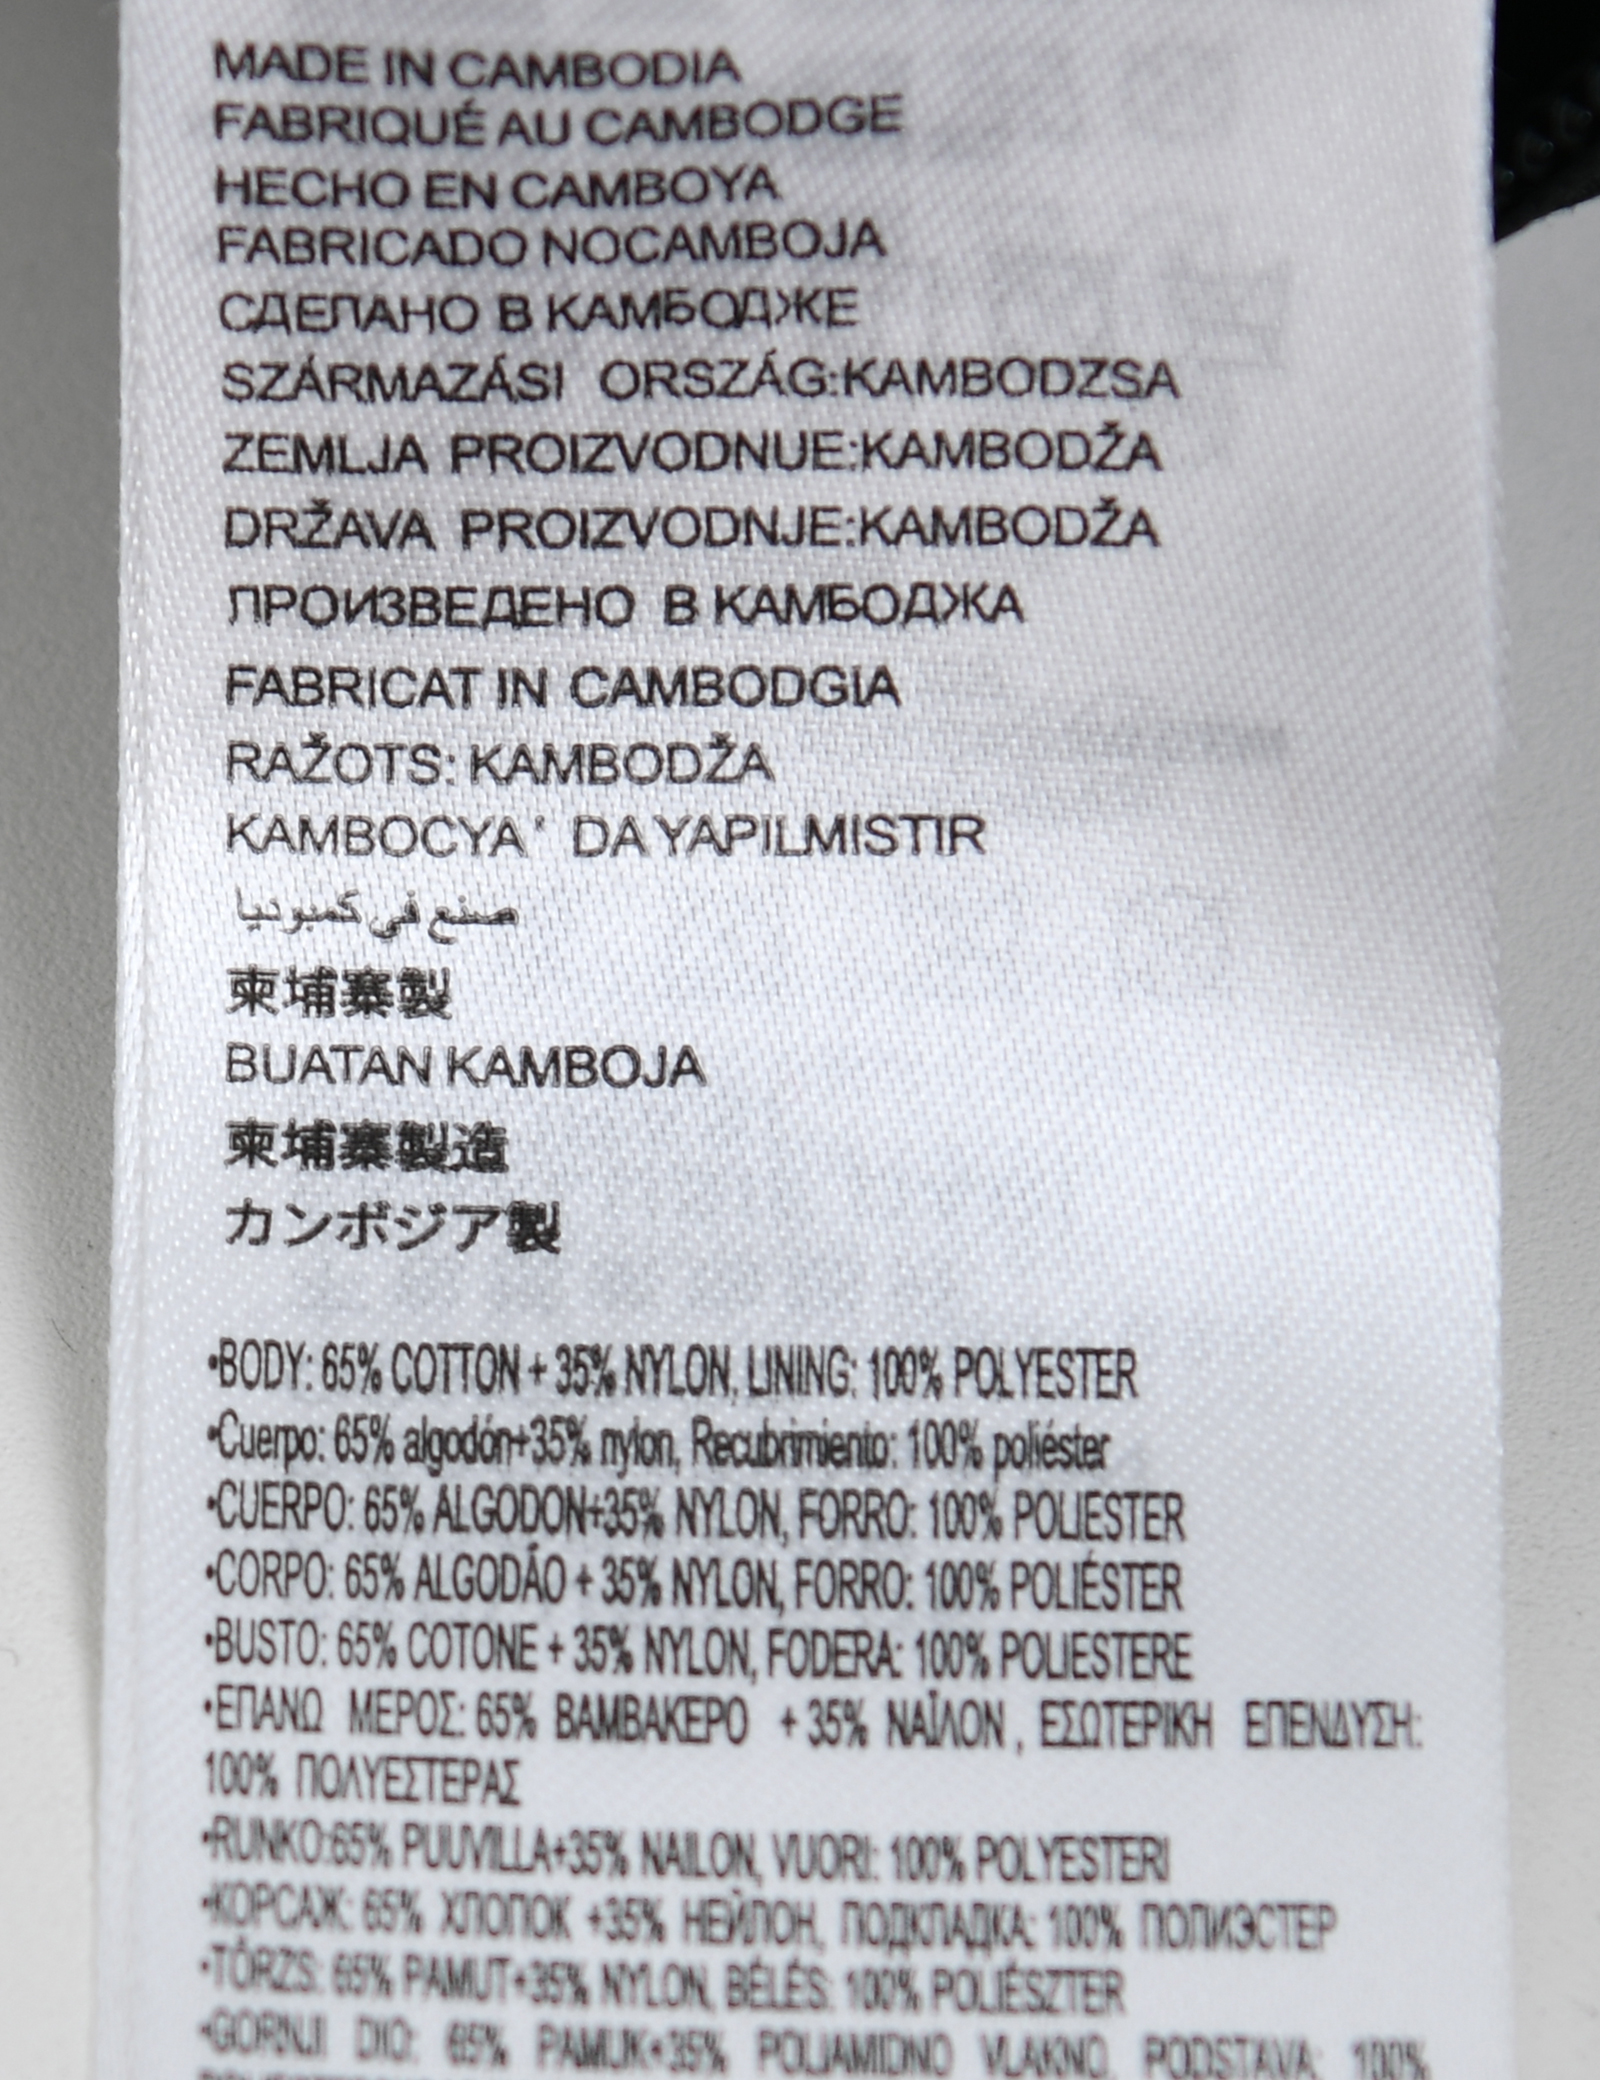 MADE IN CAMBODIA
FABRIQUÉ AU CAMBODGE
HECHO EN CAMBOYA
FABRICADO NOCAMBOJA
СДЕЛАНО В КАМБОДЖЕ
SZÁRMAZÁSI ORSZÁG:KAMBODZSA
ZEMLJA PROIZVODNUE:KAMBODŽA
DRŽAVA PROIZVODNJE:KAMBODŽA
ПРОИЗВЕДЕНО В КАМБОДЖА
FABRICAT IN CAMBODGIA
RAŽOTS: KAMBODŽA
KAMBOCYA' DA YAPILMISTIR
صنع في كمبوديا
柬埔寨製
BUATAN KAMBOJA
柬埔寨製造
カンボジア製
•BODY: 65% COTTON + 35% NYLON, LINING: 100% POLYESTER
•Cuerpo: 65% algodón+35% nylon, Recubrimiento: 100% poliéster
•CUERPO: 65% ALGODON+35% NYLON, FORRO: 100% POLIESTER
•CORPO: 65% ALGODÃO + 35% NYLON, FORRO: 100% POLIÉSTER
•BUSTO: 65% COTONE + 35% NYLON, FODERA: 100% POLIESTERE
•ΕΠΑΝΩ ΜΕΡΟΣ: 65% ΒΑΜΒΑΚΕΡΟ + 35% ΝΑΪΛΟΝ , ΕΣΩΤΕΡΙΚΗ ΕΠΕΝΔΥΣΗ:
100% ΠΟΛΥΕΣΤΕΡΑΣ
•RUNKO:65% PUUVILLA+35% NAILON, VUORI: 100% POLYESTERI
•КОРСАЖ: 65% ХЛОПОК +35% НЕЙЛОН, ПОДКЛАДКА: 100% ПОЛИЭСТЕР
•TÖRZS: 65% PAMUT+35% NYLON, BÉLÉS: 100% POLIÉSZTER
•GORNJI DIO: 65% PAMUK+35% POLIAMIDNO VLAKNO, PODSTAVA: 100%